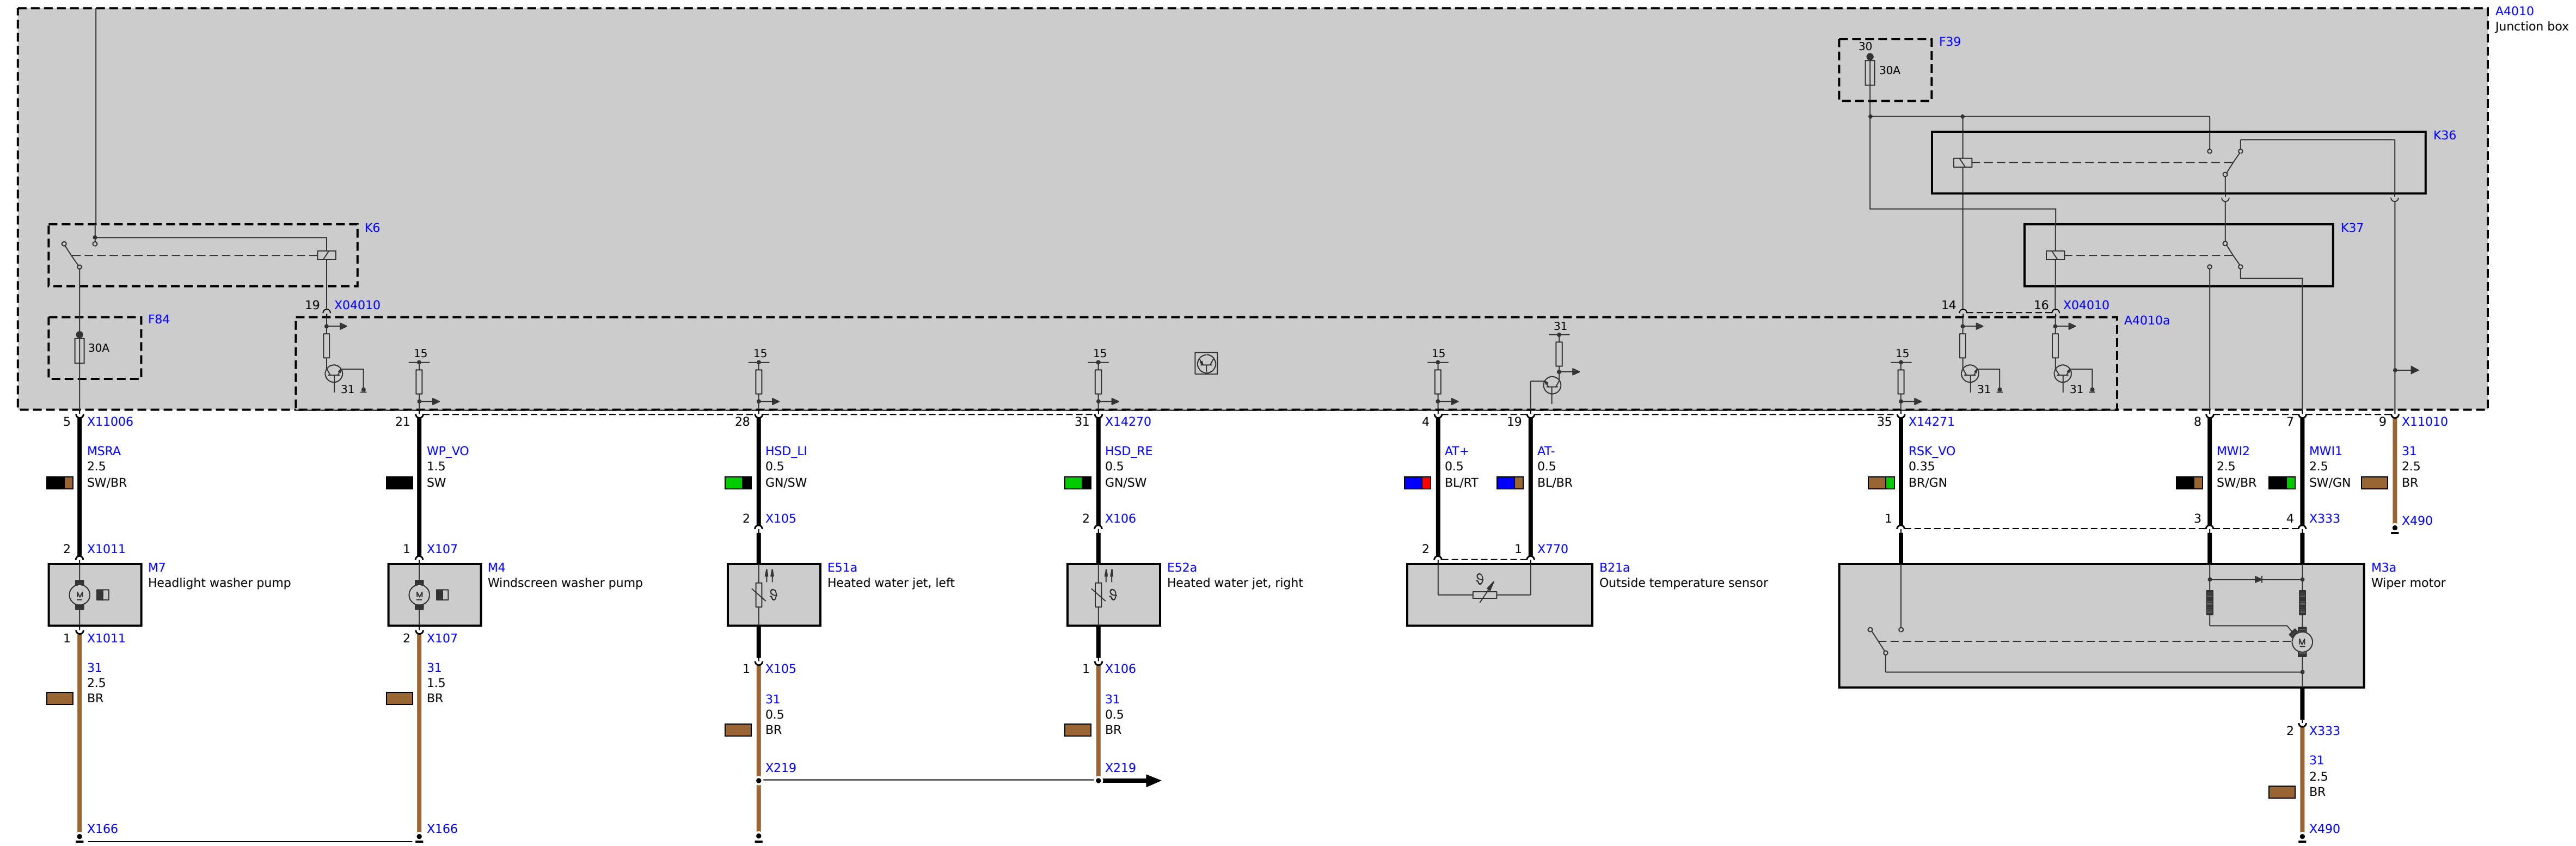 A4010
Junction box
30
F39
30A
K36
K6
K37
19 X04010
14
16 X04010
F84
A4010a
30A
31
15
15
15
15
31
15
31
31
31
5 X11006
21
28
31 X14270
4
19
35 X14271
8
7
9 X11010
MSRA
2.5
SW/BR
WP_VO
1.5
SW
HSD_LI
0.5
GN/SW
HSD_RE
0.5
GN/SW
AT+
0.5
BL/RT
AT-
0.5
BL/BR
RSK_VO
0.35
BR/GN
MWI2
2.5
SW/BR
MWI1
2.5
SW/GN
31
2.5
BR
2 X105
2 X106
1
3
4 X333
X490
2 X1011
1 X107
2
1 X770
M7
Headlight washer pump
M
M4
Windscreen washer pump
M
E51a
Heated water jet, left
ϑ
E52a
Heated water jet, right
ϑ
B21a
Outside temperature sensor
ϑ
M3a
Wiper motor
M
1 X1011
2 X107
1 X105
1 X106
31
2.5
BR
31
1.5
BR
31
0.5
BR
31
0.5
BR
2 X333
31
2.5
BR
X219
X219
X166
X166
X490